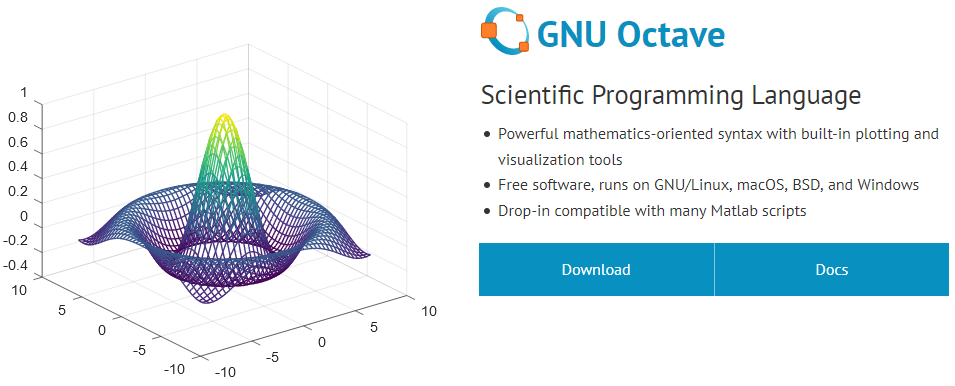 GNU Octave
Scientific Programming Language
Powerful mathematics-oriented syntax with built-in plotting and
visualization tools
Free software, runs on GNU/Linux, macOS, BSD, and Windows
Drop-in compatible with many Matlab scripts
Download
Docs
1
0.8
0.6
0.4
0.2
0
-0.2
-0.4
10
5
0
-5
-10
-10
-5
0
5
10